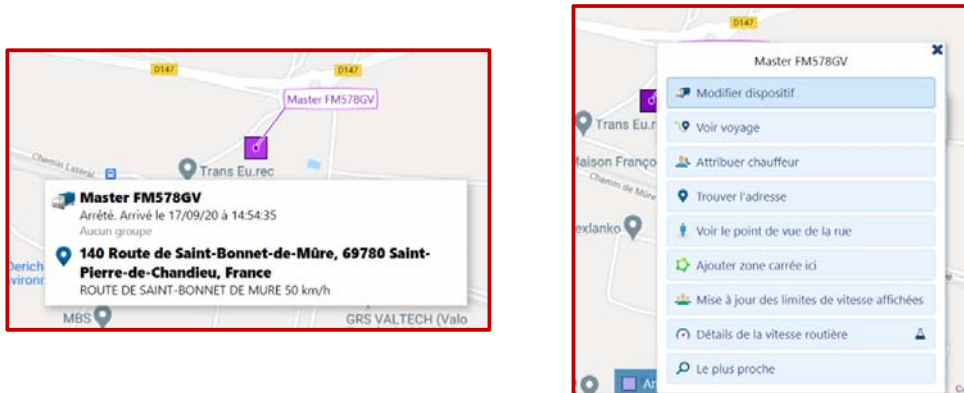 D147
D147
Master FM578GV
Chemin Latéral
Trans Eu.rec
Master FM578GV
Arrêté. Arrivé le 17/09/20 à 14:54:35
Aucun groupe
140 Route de Saint-Bonnet-de-Mûre, 69780 Saint-
Pierre-de-Chandieu, France
ROUTE DE SAINT-BONNET DE MURE 50 km/h
Derich
MBS
GRS VALTECH (Valo
D147
Master FM578GV
Modifier dispositif
Trans Eu.r
Voir voyage
Maison Franço
Attribuer chauffeur
Chemin de Mûre
Trouver l'adresse
exlanko
Voir le point de vue de la rue
Ajouter zone carrée ici
Mise à jour des limites de vitesse affichées
Détails de la vitesse routière
Le plus proche